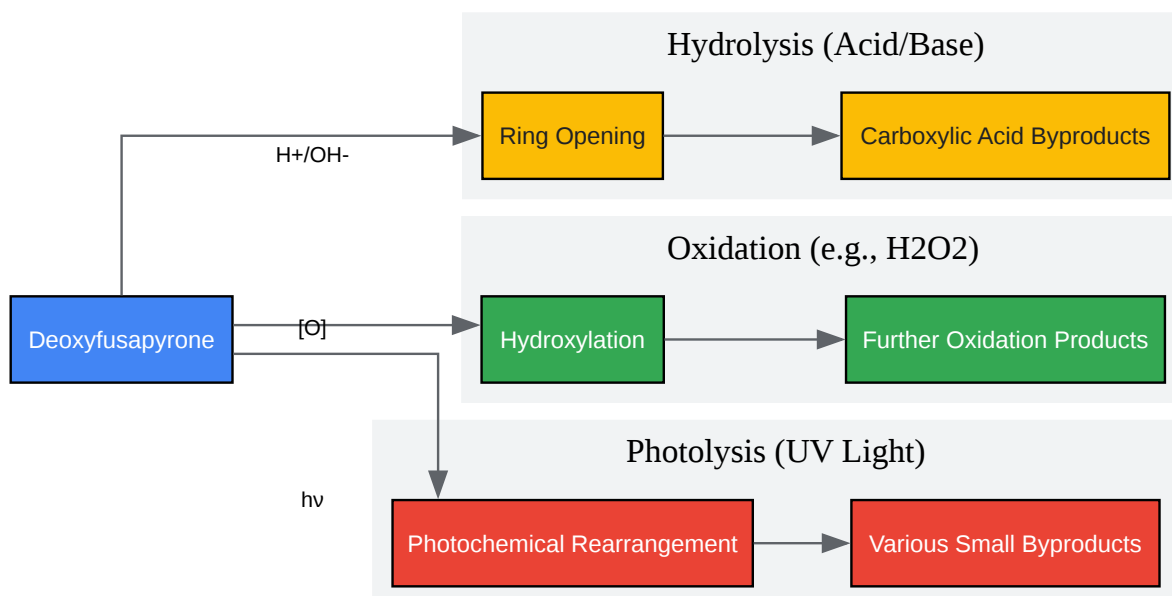 Hydrolysis (Acid/Base)
Ring Opening
Carboxylic Acid Byproducts
H+/OH-
Oxidation (e.g., H2O2)
Deoxyfusapyrone
[O]
Hydroxylation
Further Oxidation Products
Photolysis (UV Light)
hν
Photochemical Rearrangement
Various Small Byproducts